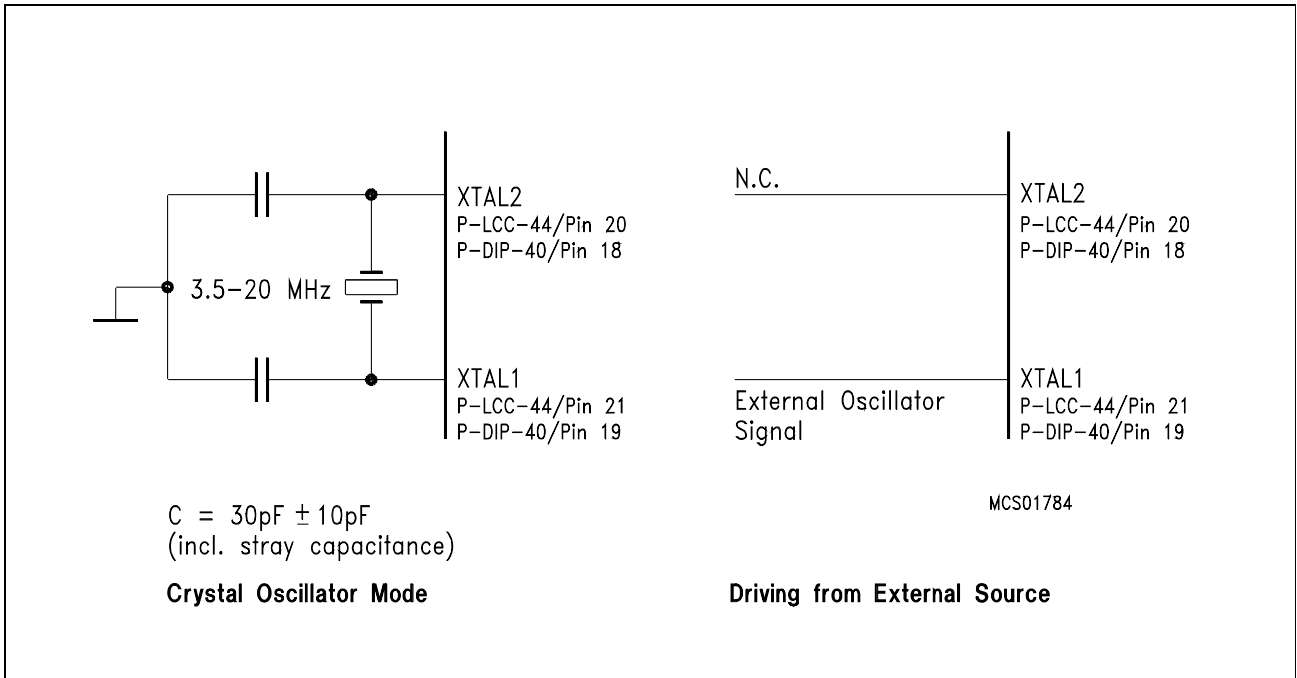 XTAL2
P-LCC-44/Pin 20
P-DIP-40/Pin 18
3.5-20 MHz
XTAL1
P-LCC-44/Pin 21
P-DIP-40/Pin 19
C = 30pF ± 10pF
(incl. stray capacitance)
Crystal Oscillator Mode
N.C.
XTAL2
P-LCC-44/Pin 20
P-DIP-40/Pin 18
XTAL1
P-LCC-44/Pin 21
P-DIP-40/Pin 19
External Oscillator
Signal
MCS01784
Driving from External Source